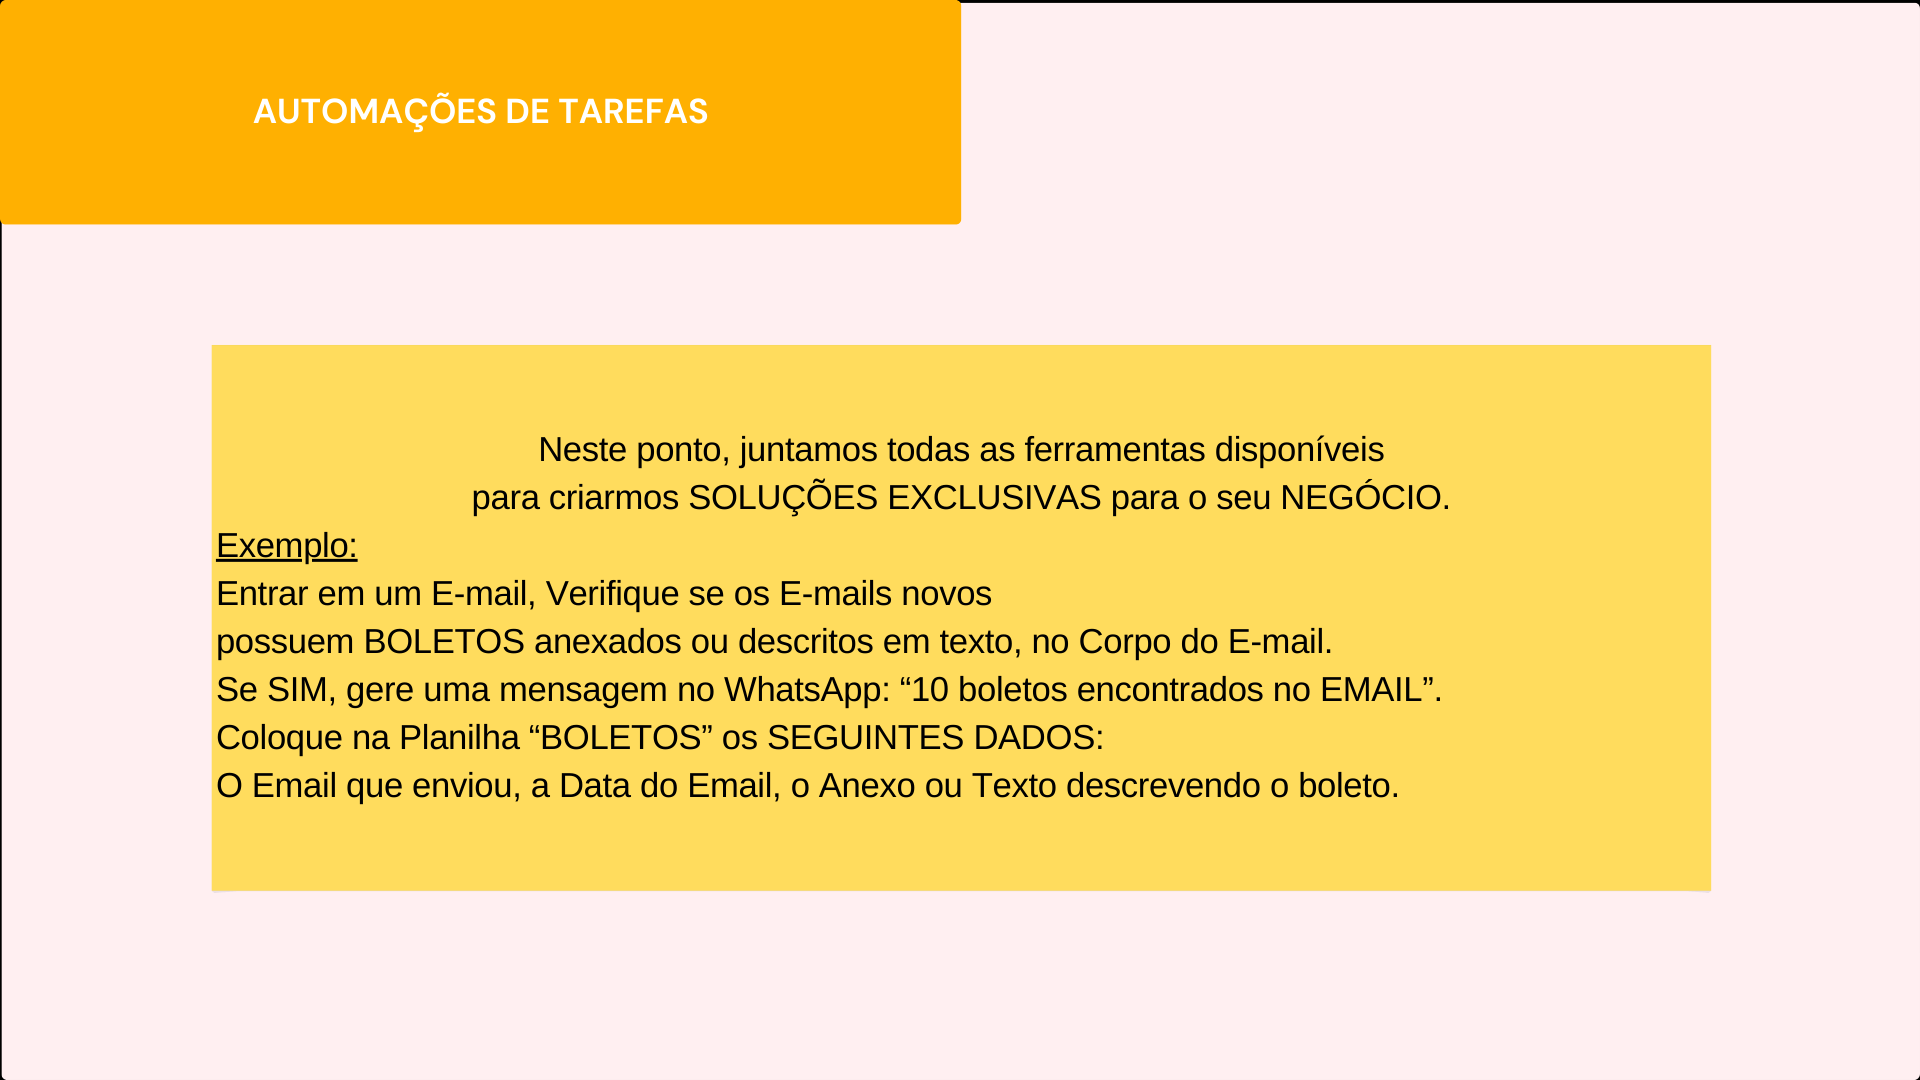 AUTOMAÇÕES DE TAREFAS
Neste ponto, juntamos todas as ferramentas disponíveis
para criarmos SOLUÇÕES EXCLUSIVAS para o seu NEGÓCIO.
Exemplo:
Entrar em um E-mail, Verifique se os E-mails novos
possuem BOLETOS anexados ou descritos em texto, no Corpo do E-mail.
Se SIM, gere uma mensagem no WhatsApp: “10 boletos encontrados no EMAIL”.
Coloque na Planilha “BOLETOS” os SEGUINTES DADOS:
O Email que enviou, a Data do Email, o Anexo ou Texto descrevendo o boleto.